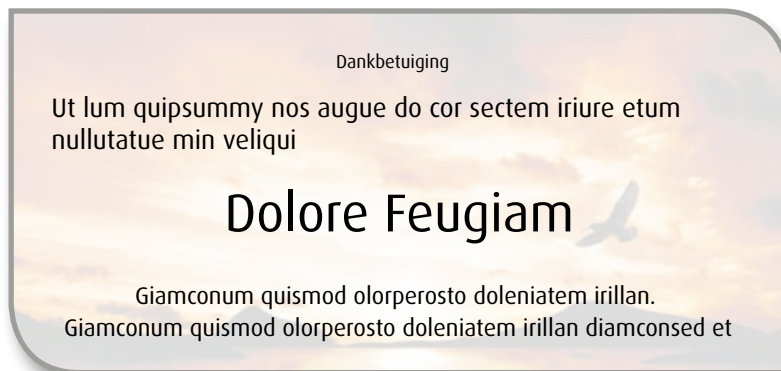 Dankbetuiging
Ut lum quipsummy nos augue do cor sectem iriure etum
nullutatue min veliqui
Dolore Feugiam
Giamconum quismod olorperosto doleniatem irillan.
Giamconum quismod olorperosto doleniatem irillan diamconsed et